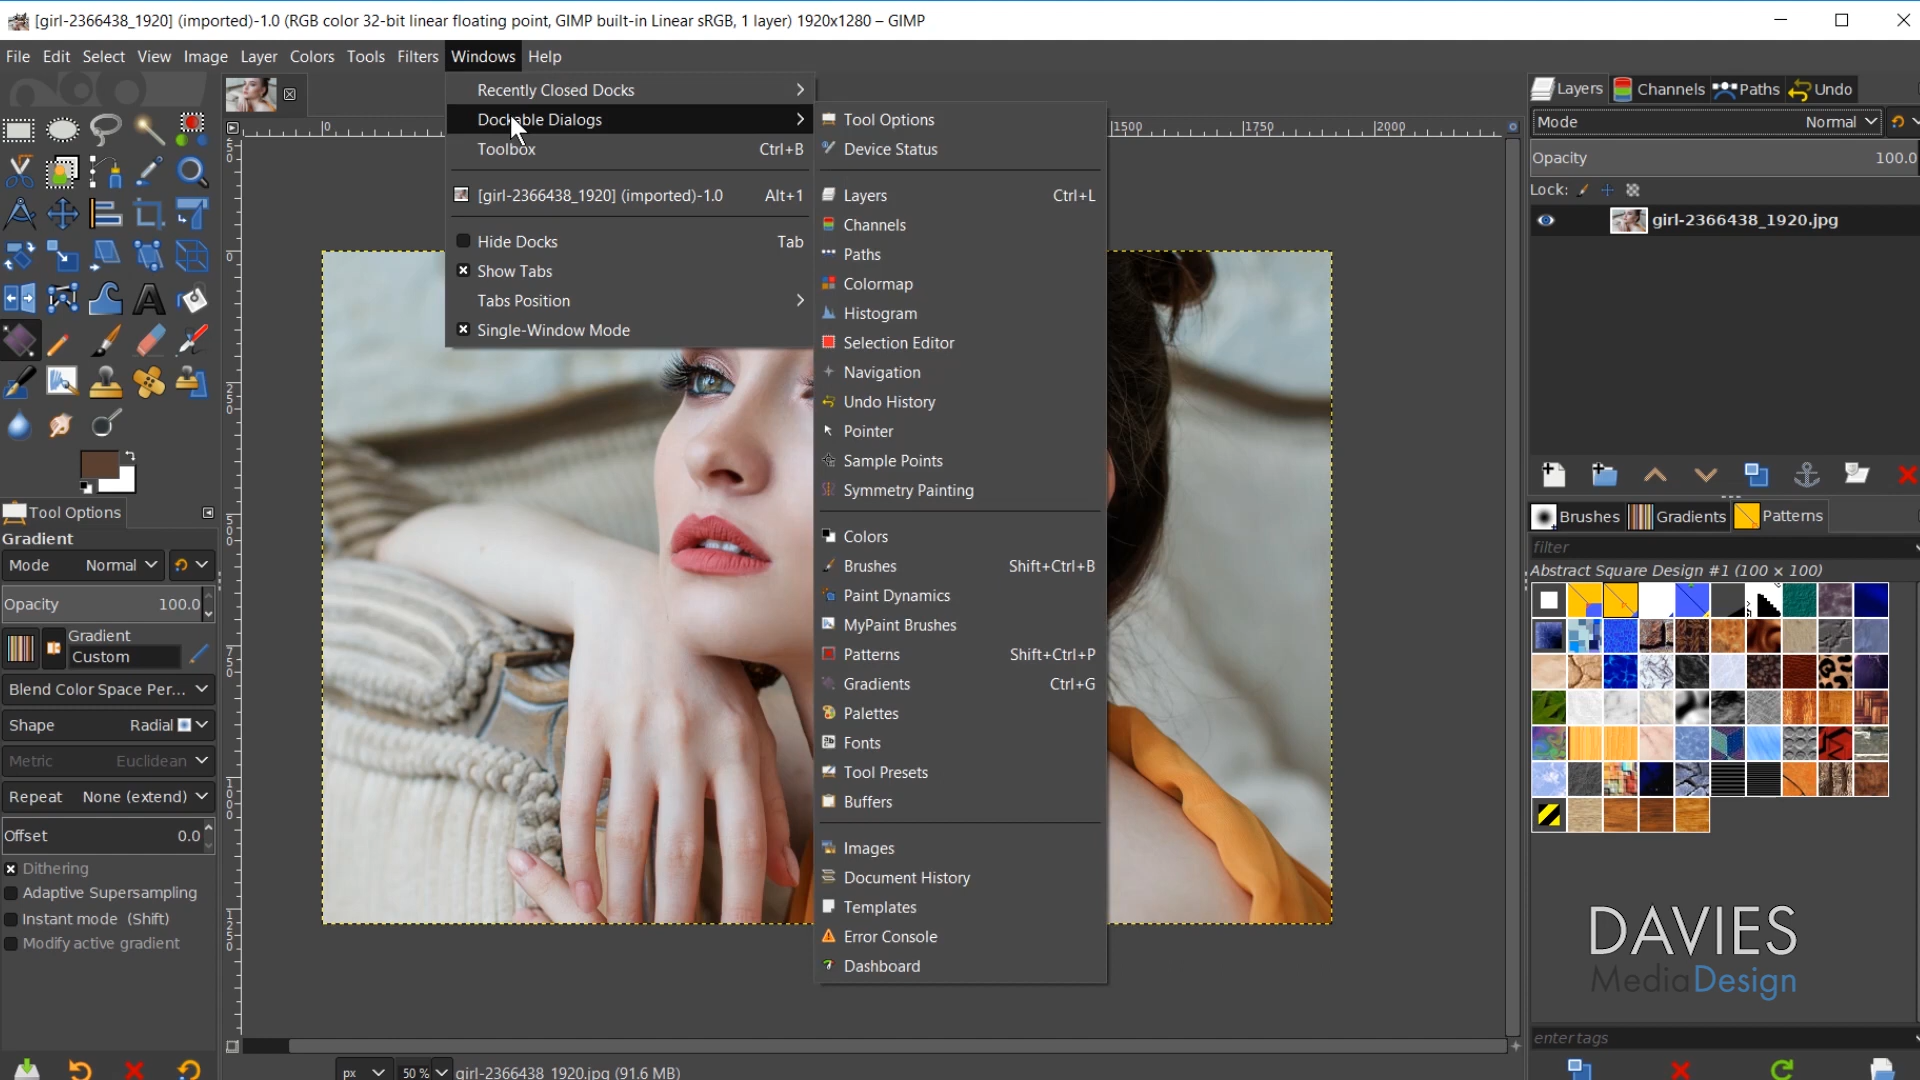 [girl-2366438_1920] (imported)-1.0 (RGB color 32-bit linear floating point, GIMP built-in Linear sRGB, 1 layer) 1920x1280 – GIMP
File Edit Select View Image Layer Colors Tools Filters Windows Help
Recently Closed Docks
Dockable Dialogs
Toolbox Ctrl+B
[girl-2366438_1920] (imported)-1.0 Alt+1
Hide Docks Tab
Show Tabs
Tabs Position
Single-Window Mode
Tool Options
Device Status
Layers Ctrl+L
Channels
Paths
Colormap
Histogram
Selection Editor
Navigation
Undo History
Pointer
Sample Points
Symmetry Painting
Colors
Brushes Shift+Ctrl+B
Paint Dynamics
MyPaint Brushes
Patterns Shift+Ctrl+P
Gradients Ctrl+G
Palettes
Fonts
Tool Presets
Buffers
Images
Document History
Templates
Error Console
Dashboard
0 1500 1750 2000
0
250
500
750
1000
1250
Tool Options
Gradient
Mode Normal
Opacity 100.0
Gradient
Custom
Blend Color Space Per...
Shape Radial
Metric Euclidean
Repeat None (extend)
Offset 0.0
Dithering
Adaptive Supersampling
Instant mode (Shift)
Modify active gradient
px 50 % girl-2366438_1920.jpg (91.6 MB)
Layers Channels Paths Undo
Mode Normal
Opacity 100.0
Lock:
girl-2366438_1920.jpg
Brushes Gradients Patterns
filter
Abstract Square Design #1 (100 × 100)
DAVIES
MediaDesign
enter tags